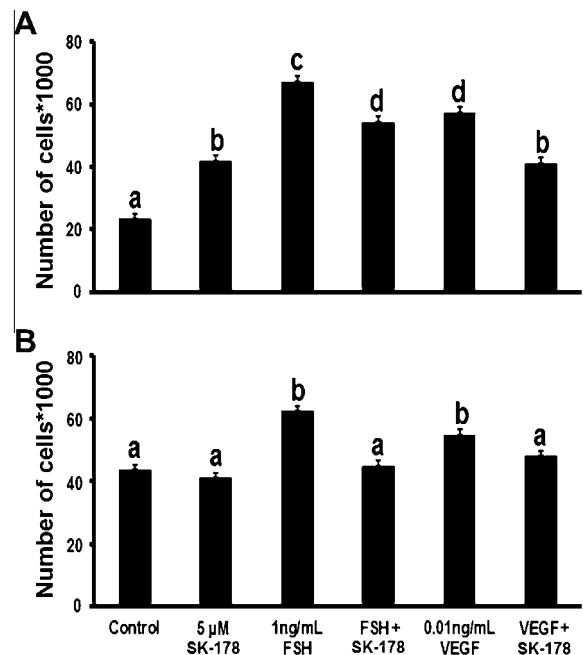 A
Number of cells*1000
80
60
40
20
0
a
b
c
d
d
b
B
Number of cells*1000
80
60
40
20
0
a
a
b
a
b
a
Control
5 µM
SK-178
1ng/mL
FSH
FSH+
SK-178
0.01ng/mL
VEGF
VEGF+
SK-178